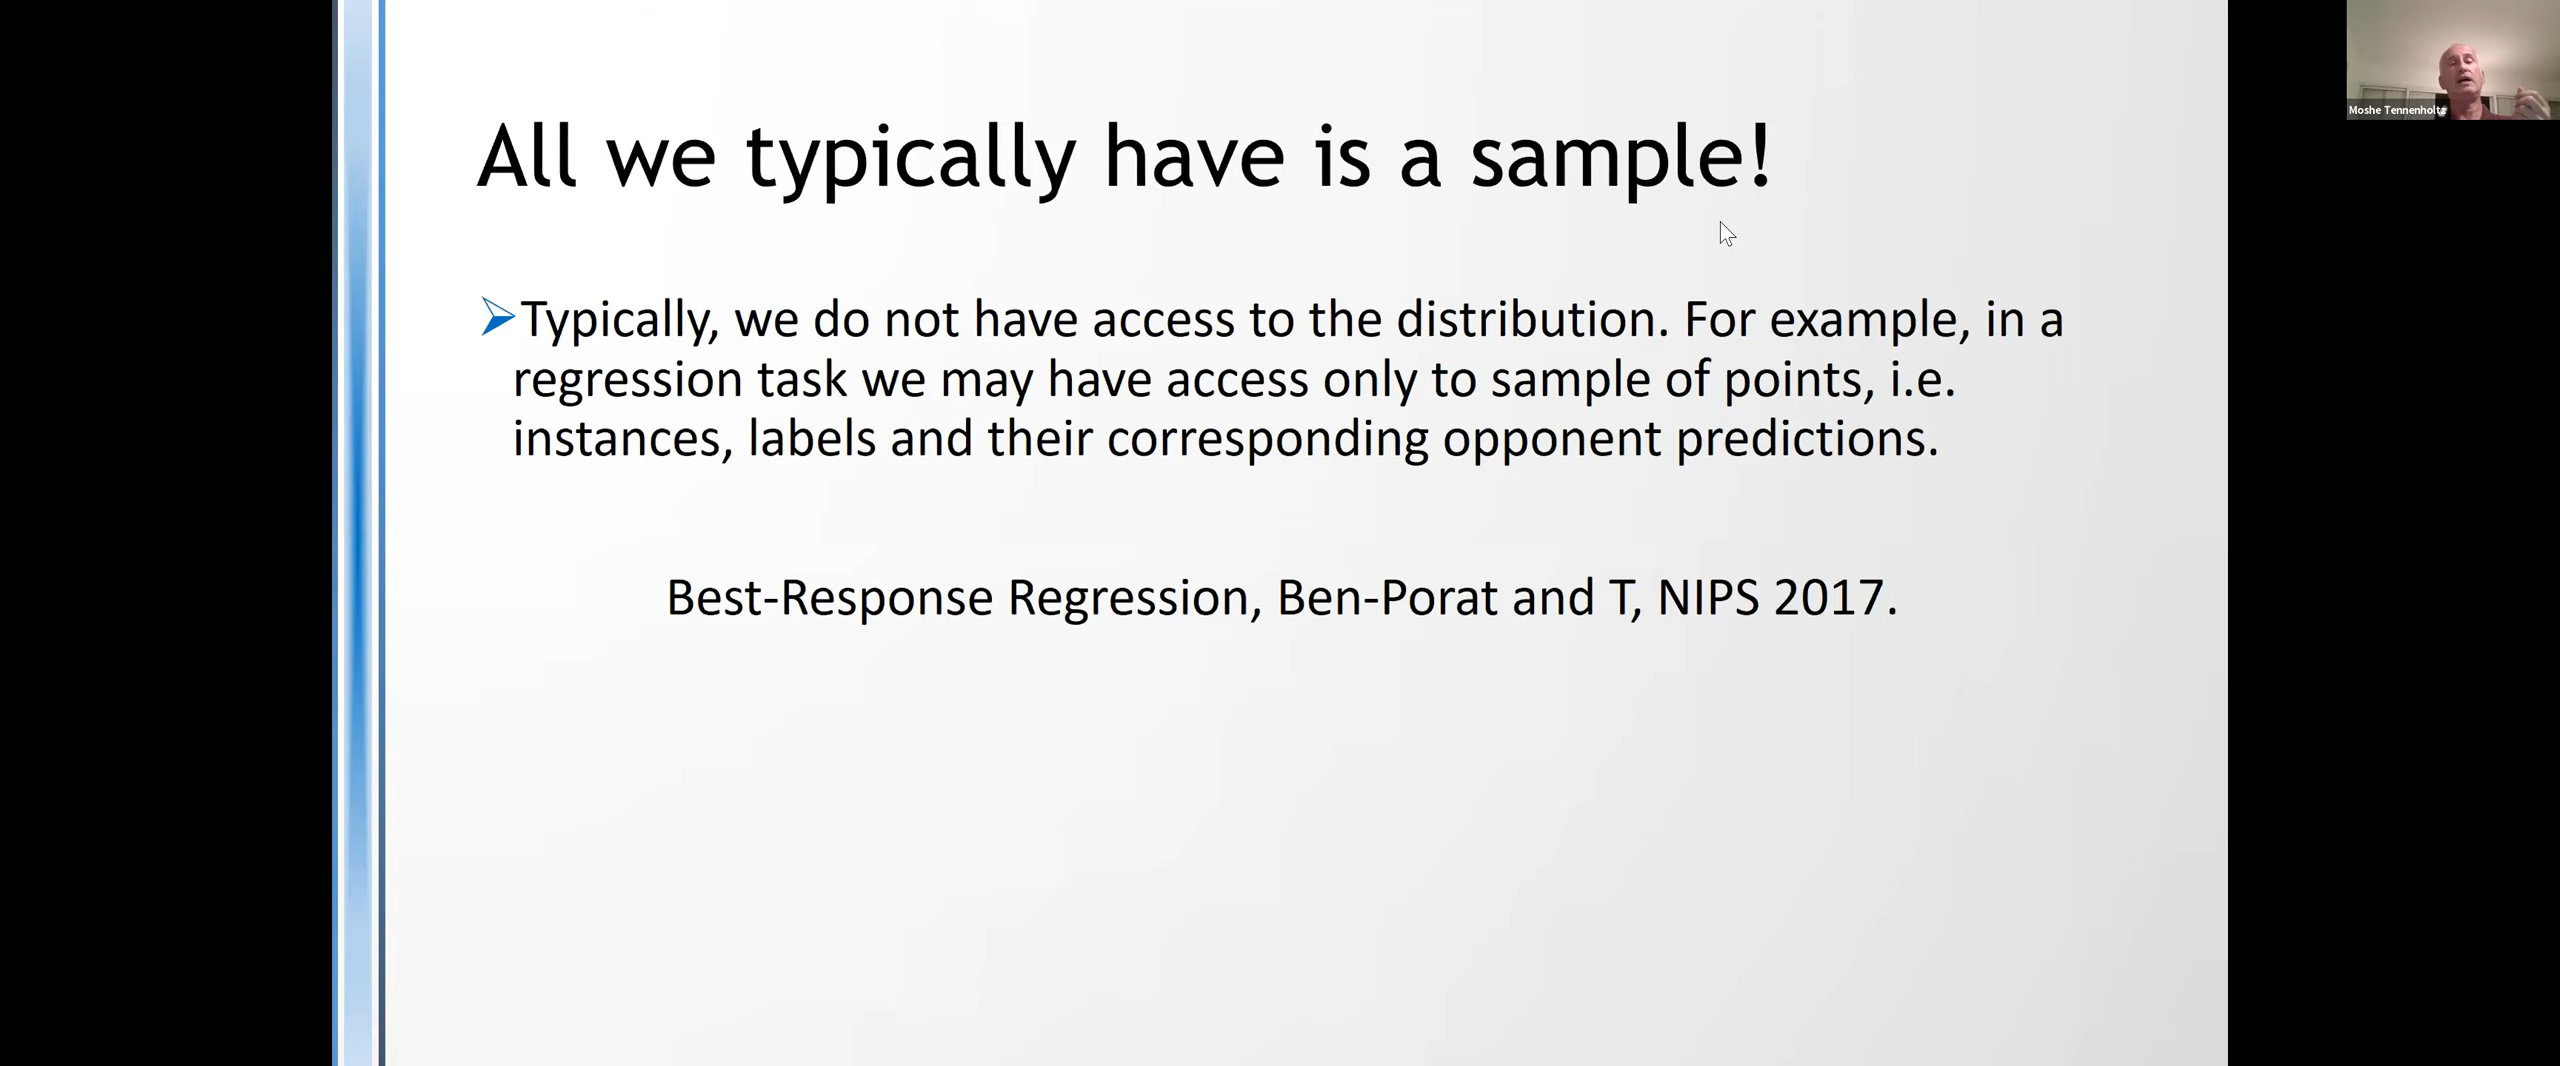 All we typically have is a sample!
Typically, we do not have access to the distribution. For example, in a
regression task we may have access only to sample of points, i.e.
instances, labels and their corresponding opponent predictions.
Best-Response Regression, Ben-Porat and T, NIPS 2017.
Moshe Tennenholtz